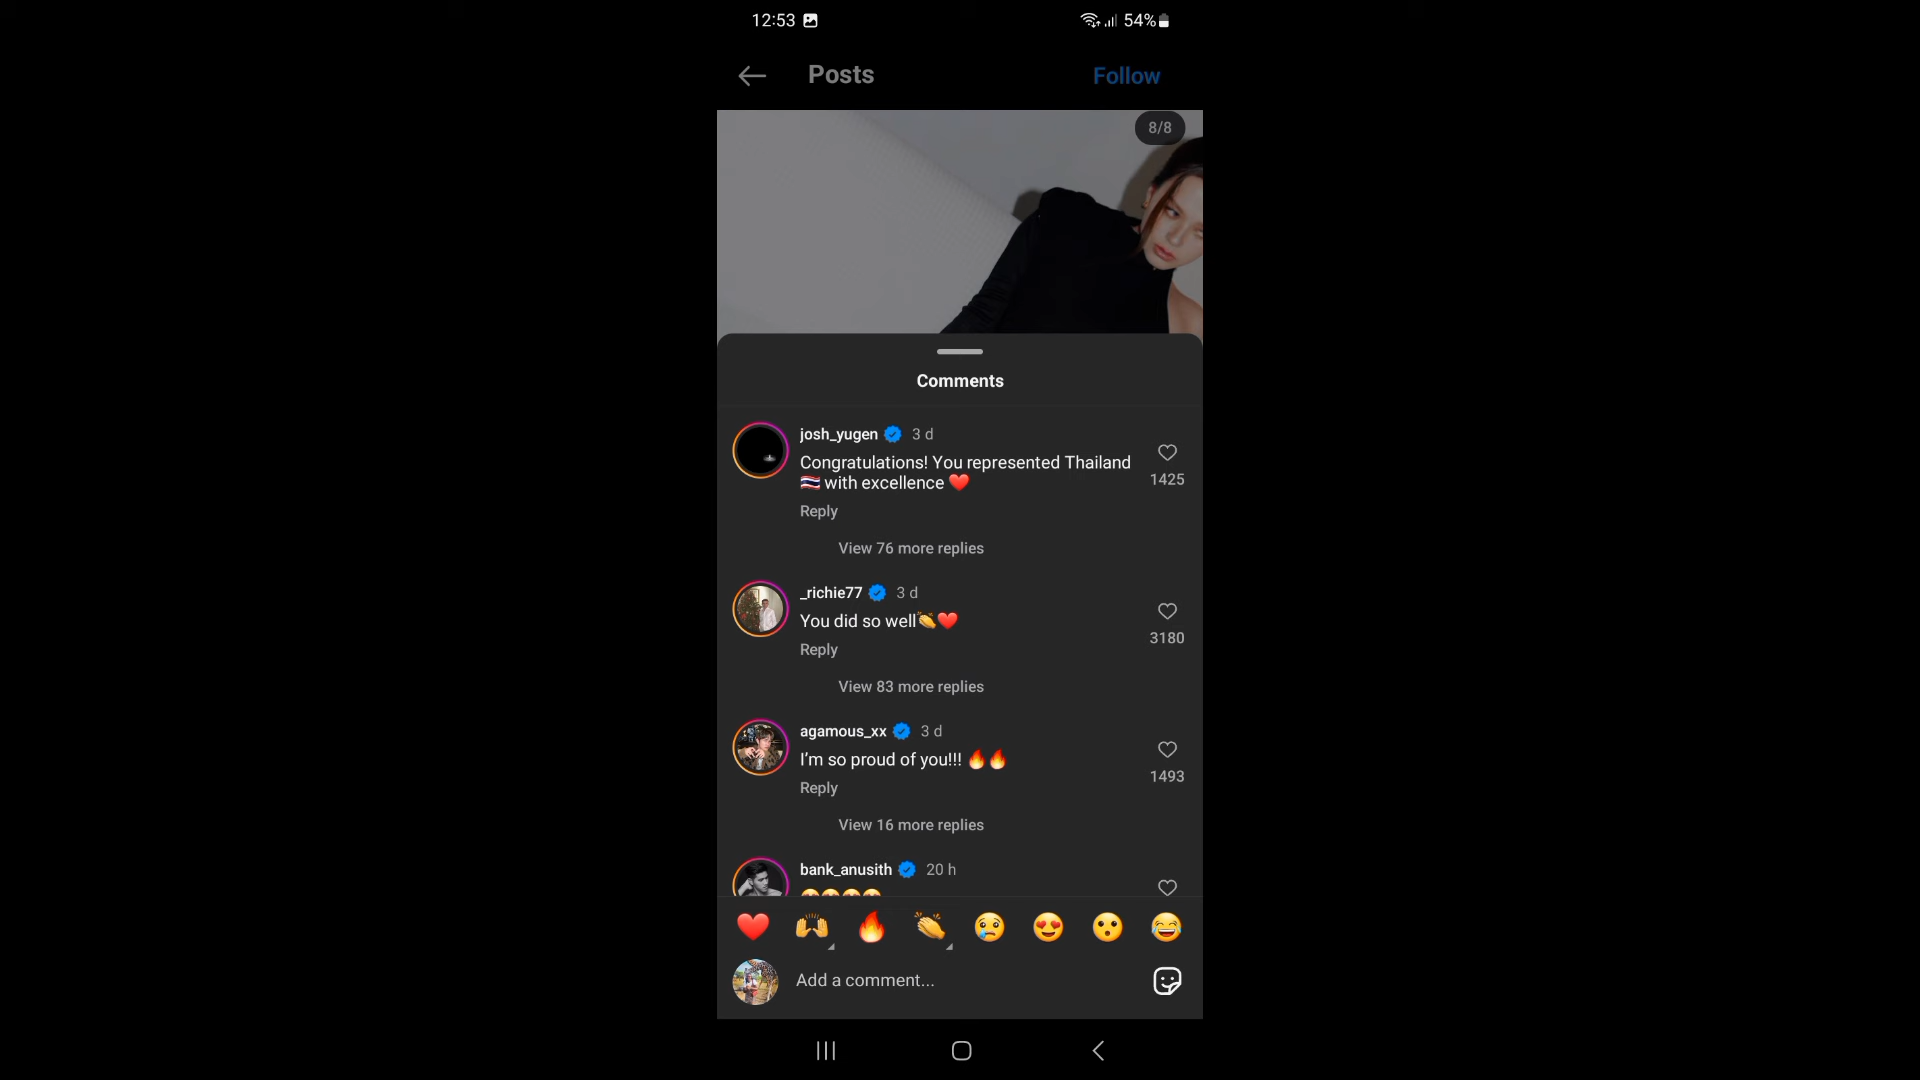 12:53 54%
Posts Follow
8/8
Comments
josh_yugen 3 d
Congratulations! You represented Thailand
🇹🇭 with excellence ❤️
1425
Reply
View 76 more replies
_richie77 3 d
You did so well👏❤️
3180
Reply
View 83 more replies
agamous_xx 3 d
I’m so proud of you!!! 🔥🔥
1493
Reply
View 16 more replies
bank_anusith 20 h
Add a comment...